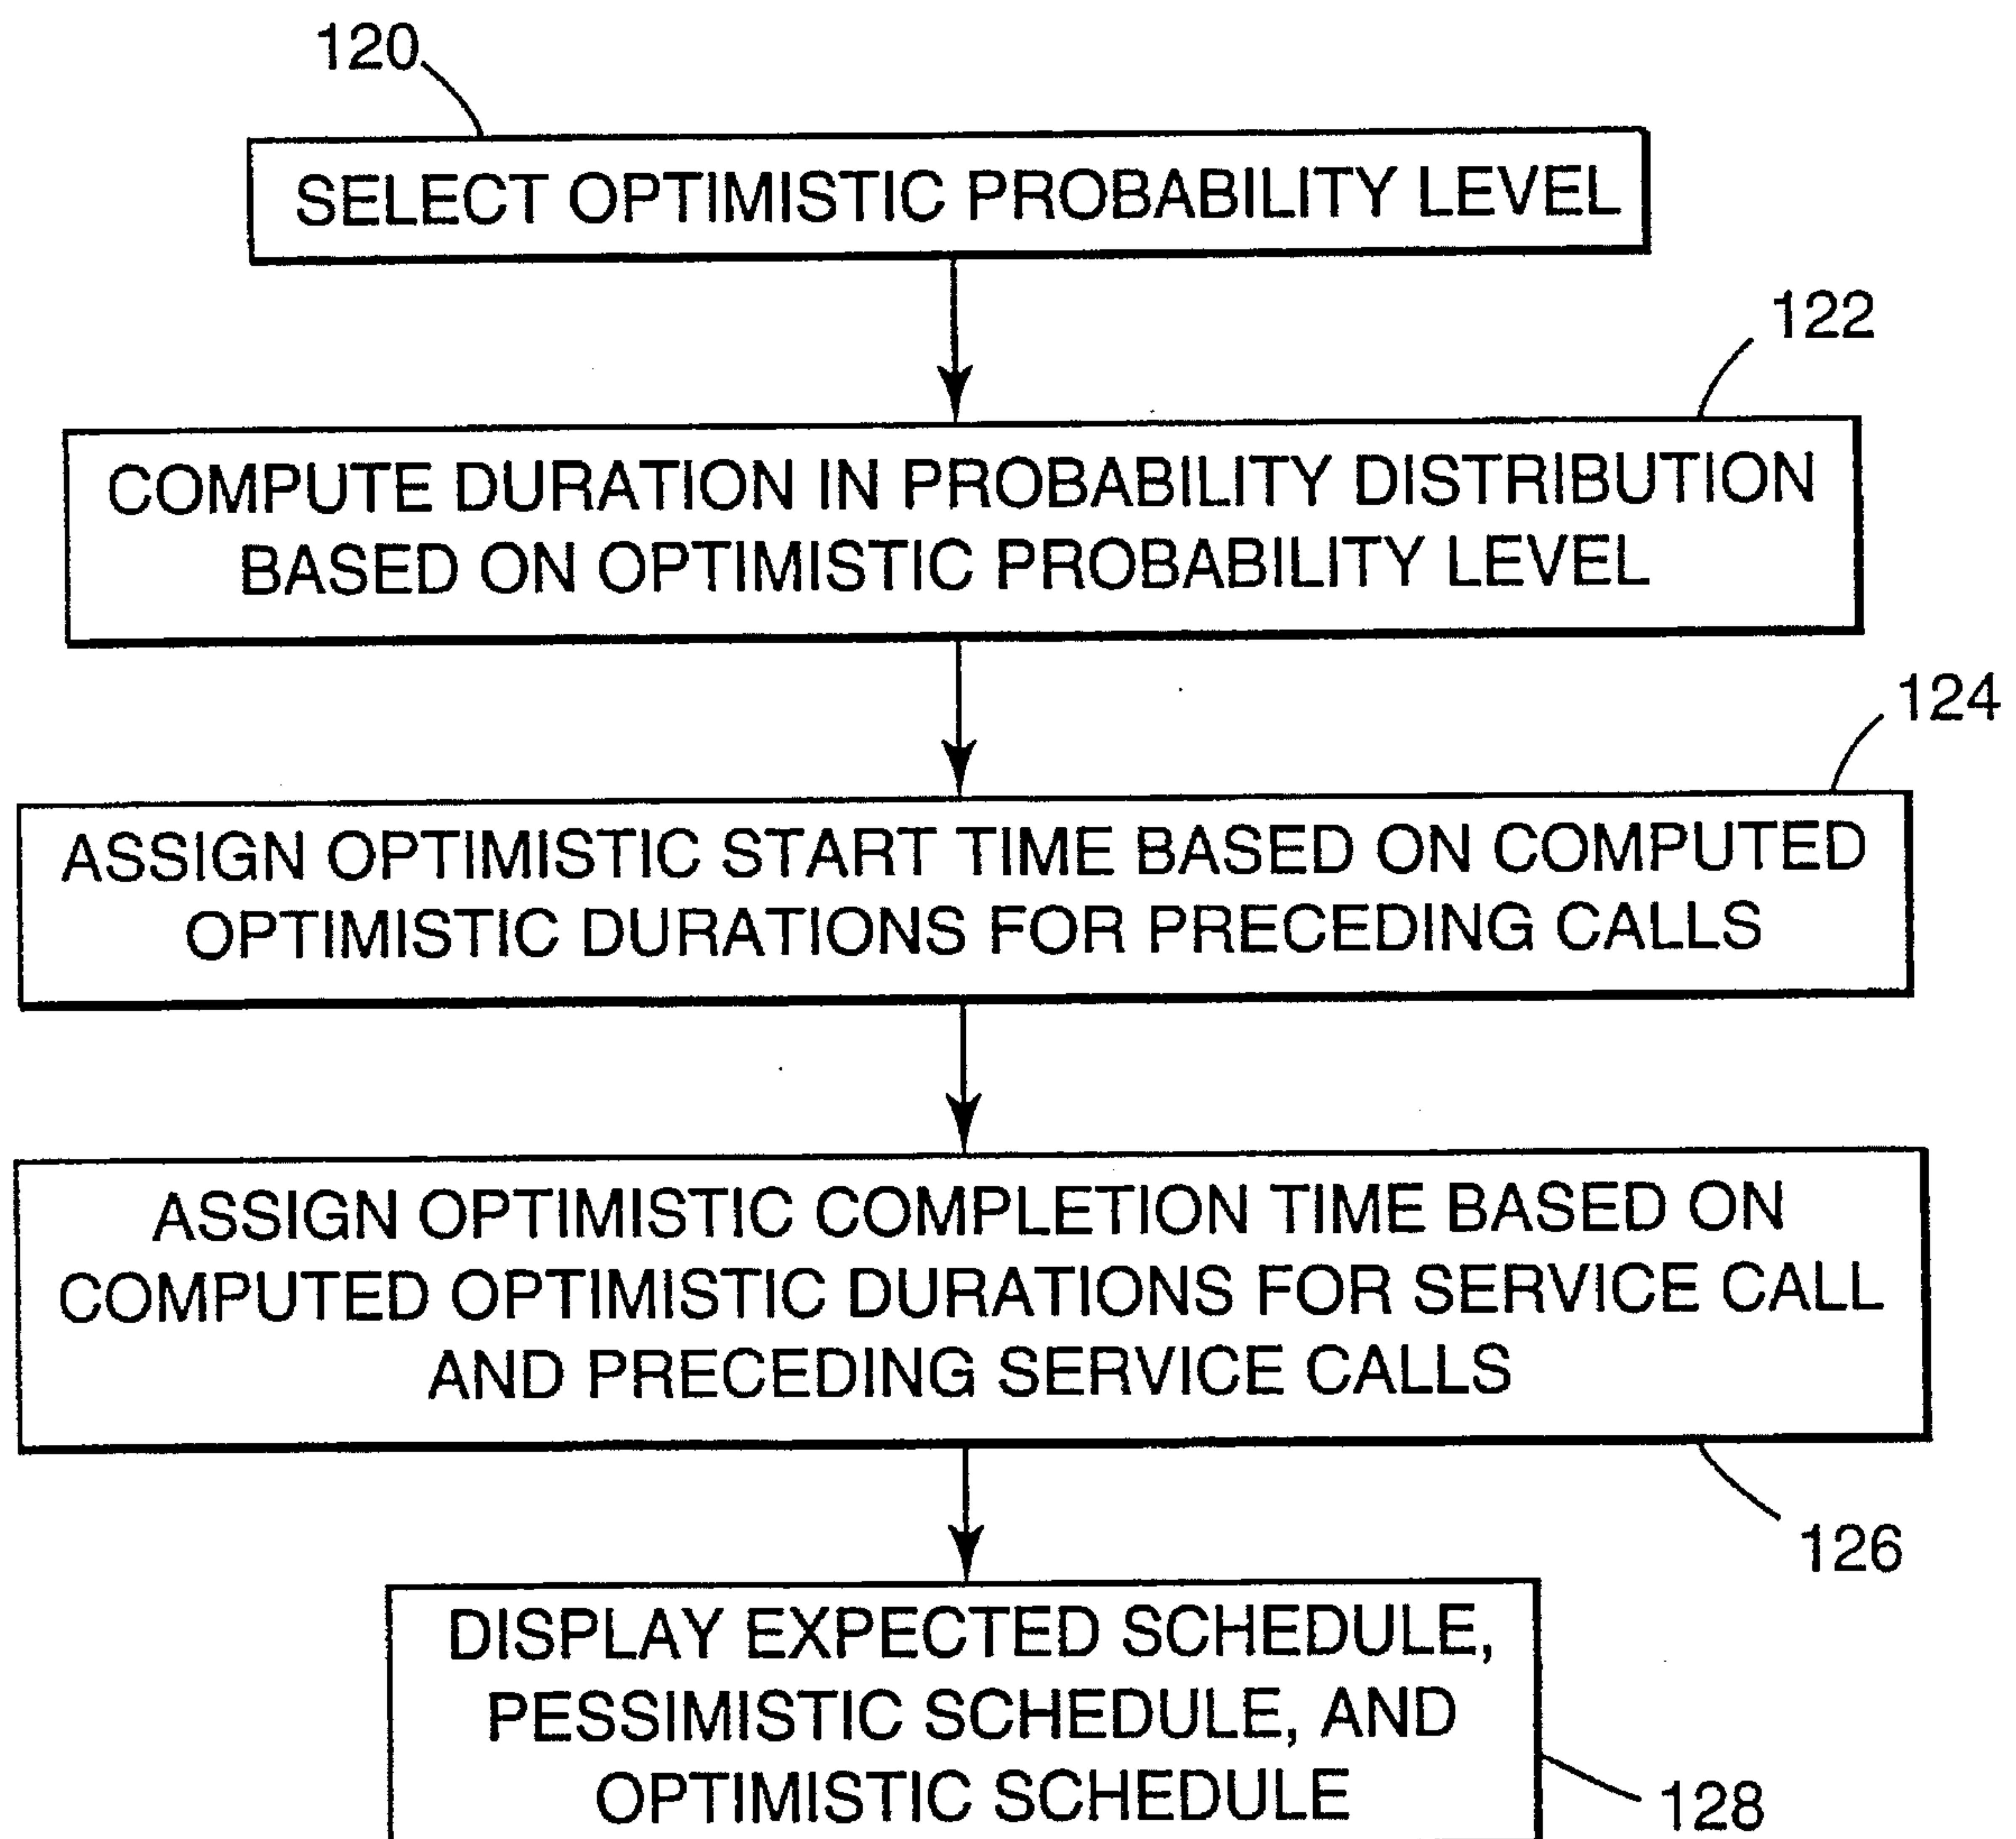 120
SELECT OPTIMISTIC PROBABILITY LEVEL
122
COMPUTE DURATION IN PROBABILITY DISTRIBUTION
BASED ON OPTIMISTIC PROBABILITY LEVEL
124
ASSIGN OPTIMISTIC START TIME BASED ON COMPUTED
OPTIMISTIC DURATIONS FOR PRECEDING CALLS
ASSIGN OPTIMISTIC COMPLETION TIME BASED ON
COMPUTED OPTIMISTIC DURATIONS FOR SERVICE CALL
AND PRECEDING SERVICE CALLS
126
DISPLAY EXPECTED SCHEDULE,
PESSIMISTIC SCHEDULE, AND
OPTIMISTIC SCHEDULE
128